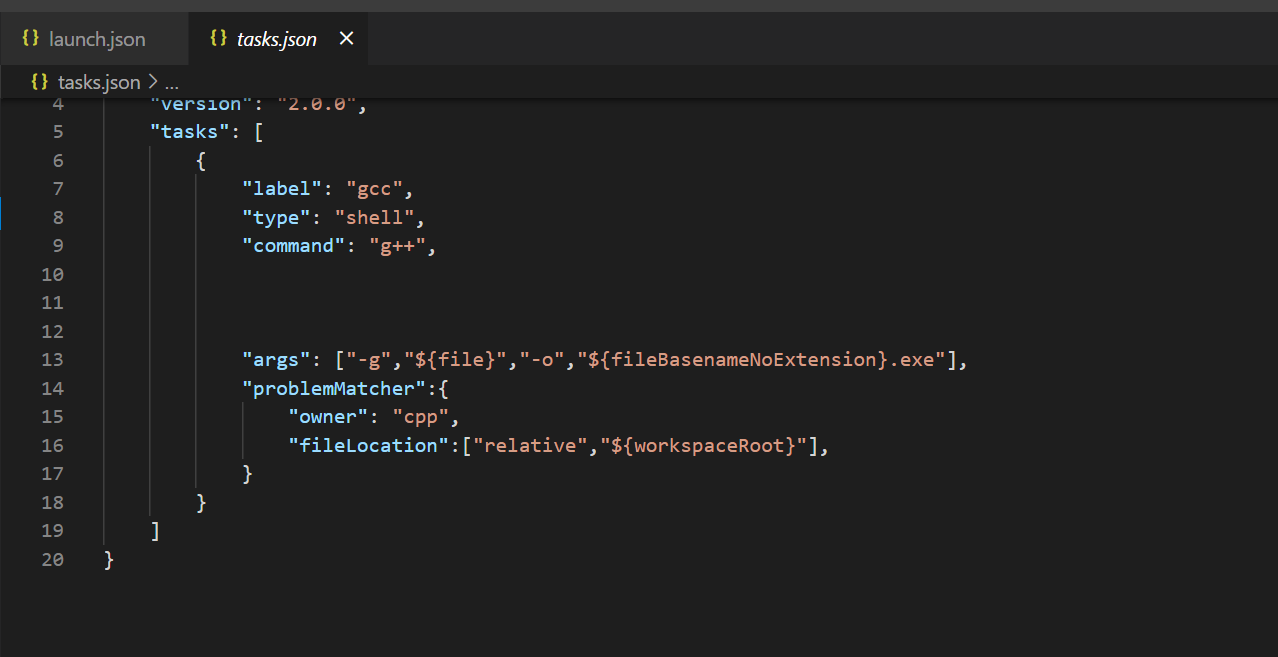 {} launch.json
{} tasks.json ×
{} tasks.json > ...
4 "version": "2.0.0",
5 "tasks": [
6 {
7 "label": "gcc",
8 "type": "shell",
9 "command": "g++",
10
11
12
13 "args": ["-g","${file}","-o","${fileBasenameNoExtension}.exe"],
14 "problemMatcher":{
15 "owner": "cpp",
16 "fileLocation":["relative","${workspaceRoot}"],
17 }
18 }
19 ]
20 }